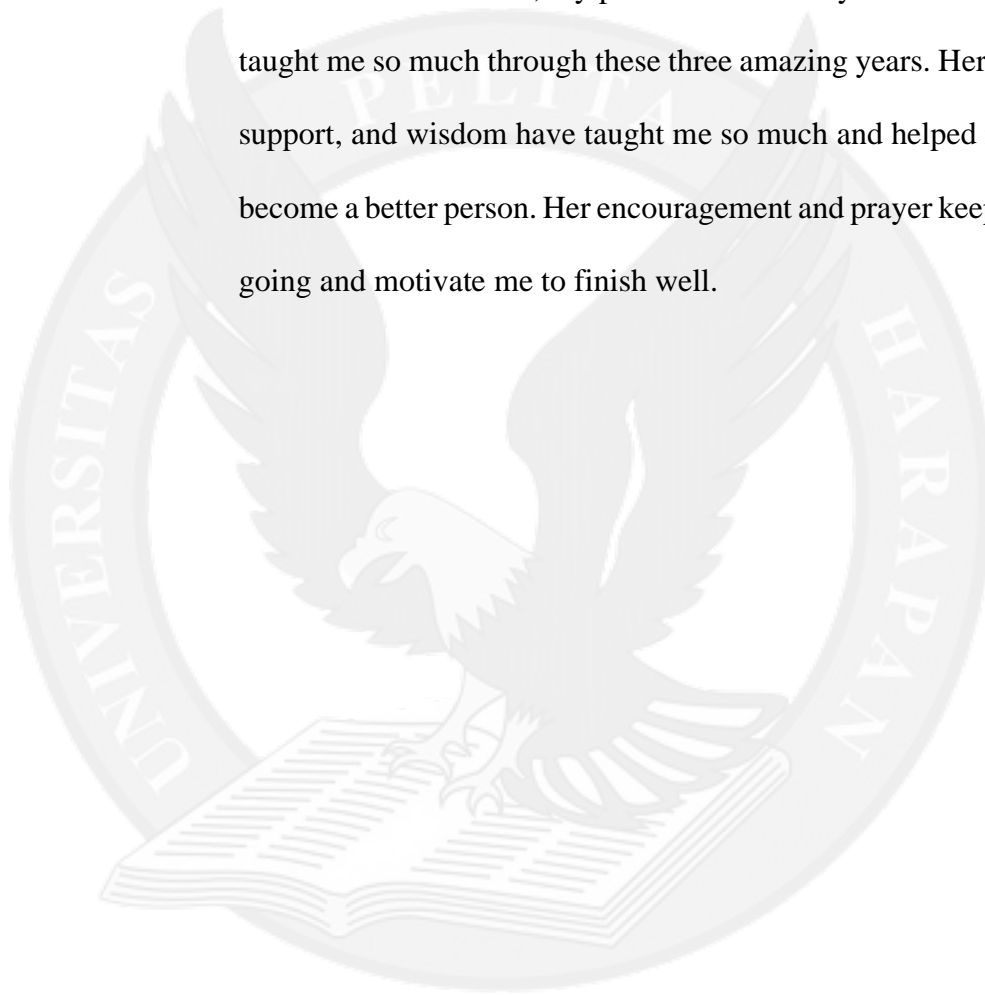 taught me so much through these three amazing years. Her
support, and wisdom have taught me so much and helped
become a better person. Her encouragement and prayer keep
going and motivate me to finish well.
UNIVERSITAS PELITA HARAPAN